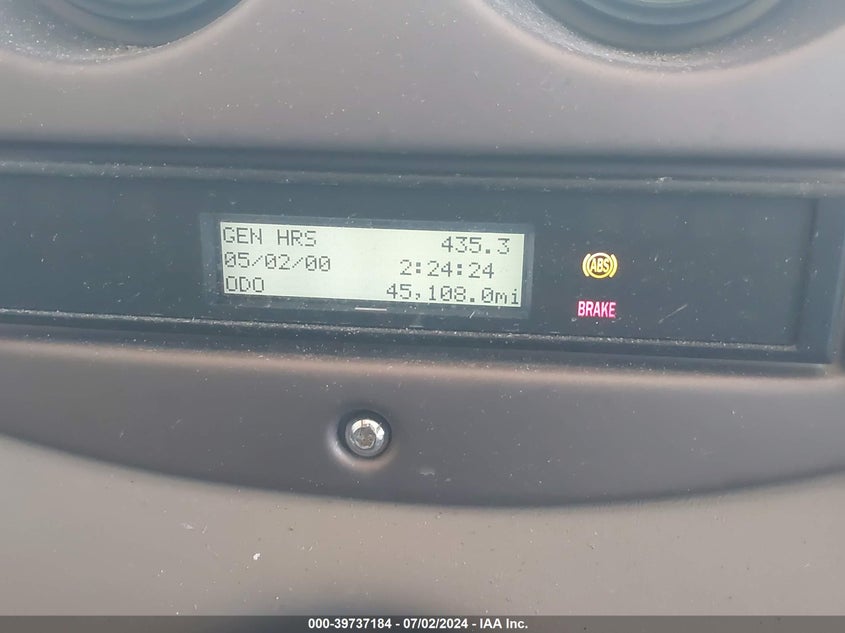 GEN HRS 435.3
05/02/00 2:24:24
ODO 45,108.0mi
ABS
BRAKE
000-39737184 - 07/02/2024 - IAA Inc.